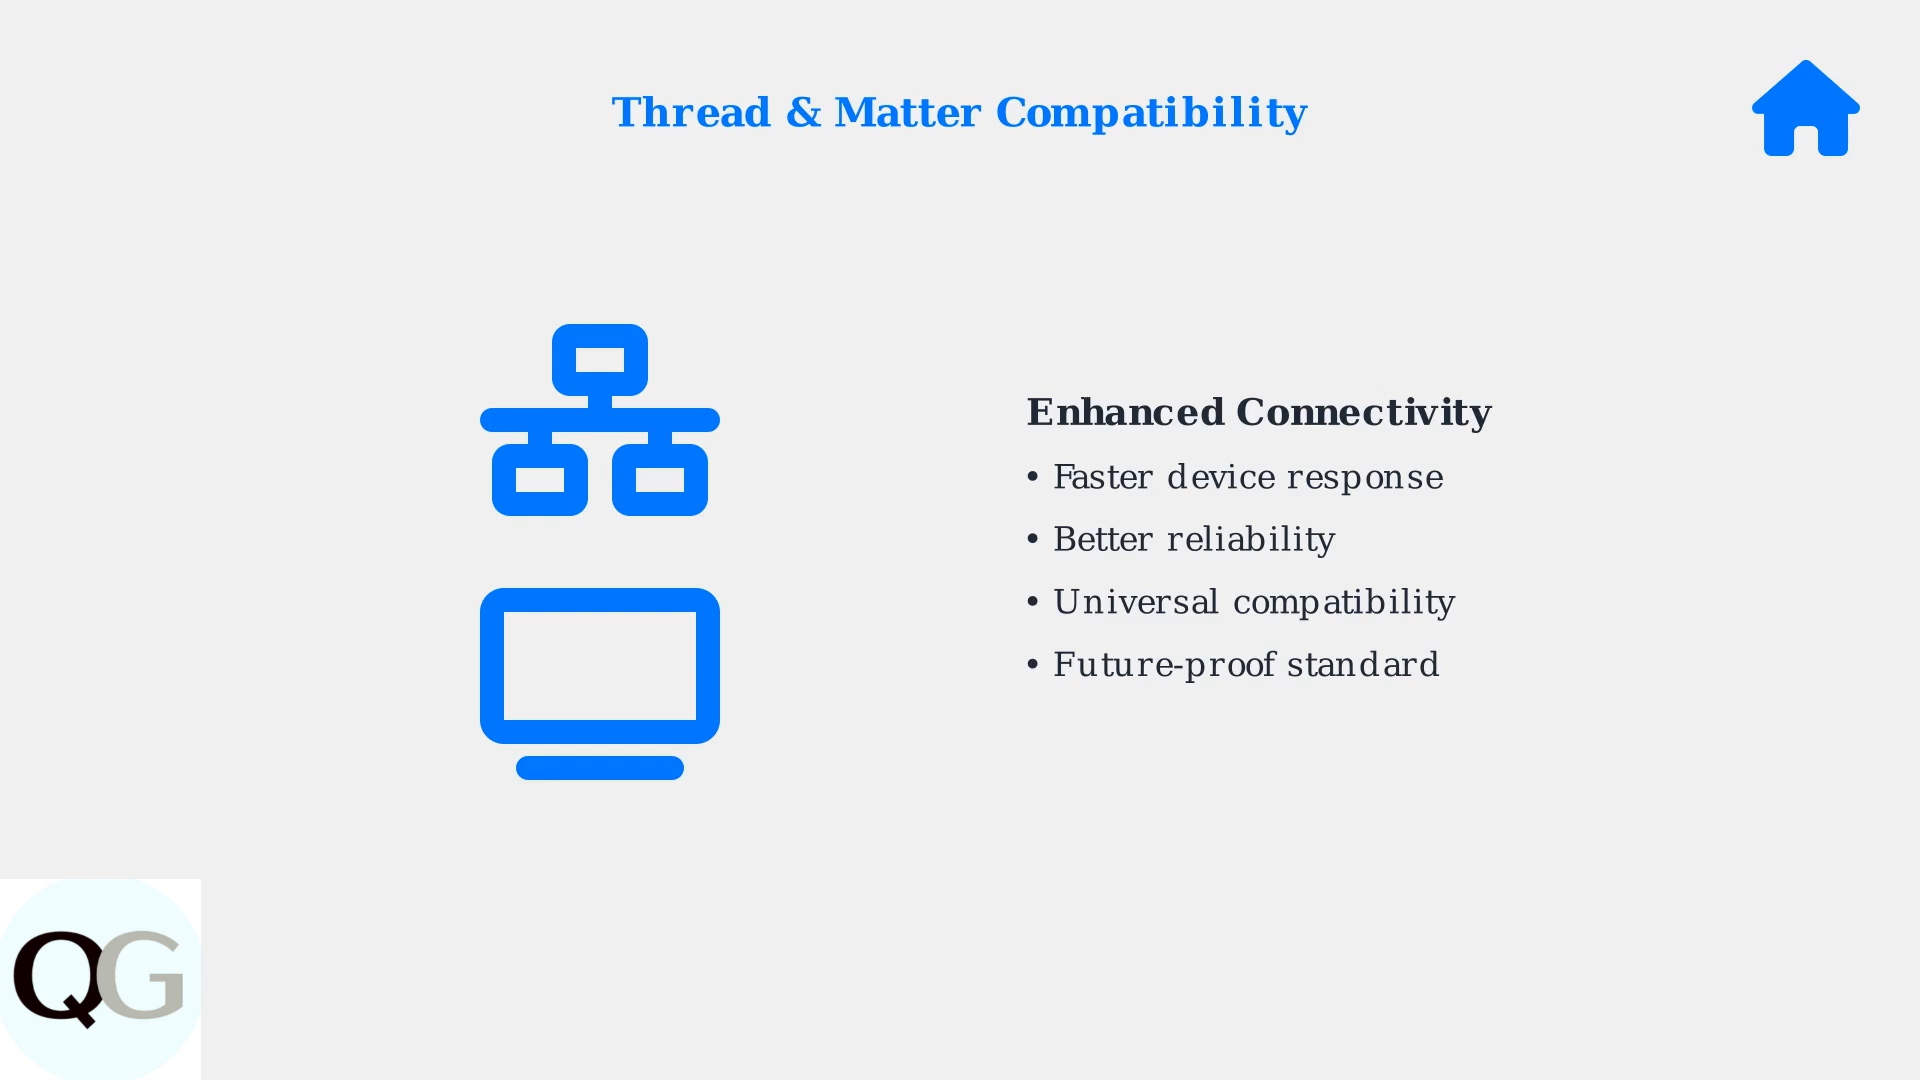 Thread & Matter Compatibility
Enhanced Connectivity
• Faster device response
• Better reliability
• Universal compatibility
• Future-proof standard
QG